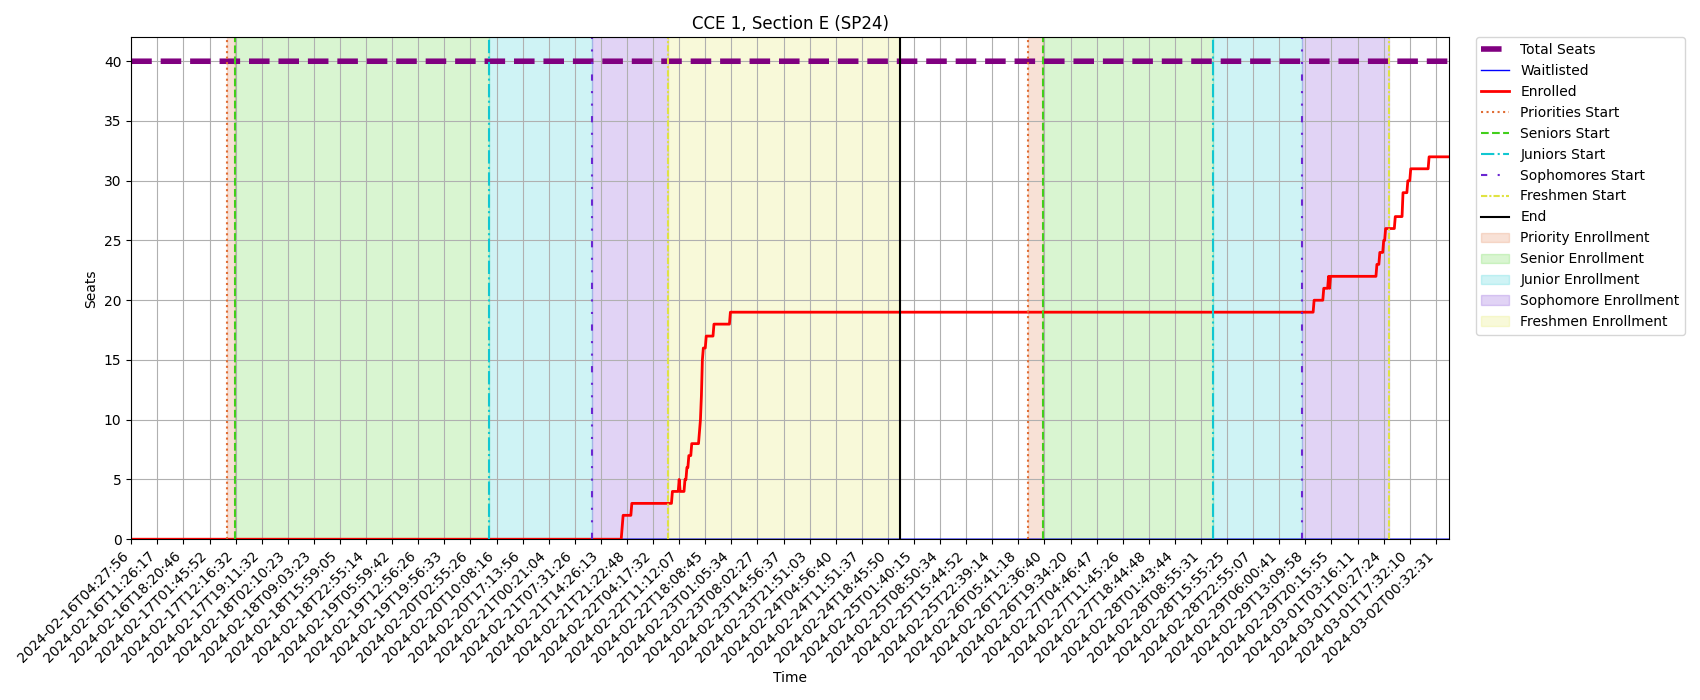 CCE 1, Section E (SP24)
Seats
40
35
30
25
20
15
10
5
0
2024-02-16T04:27:56
2024-02-16T11:26:17
2024-02-16T18:20:46
2024-02-17T01:45:52
2024-02-17T12:16:32
2024-02-17T19:11:32
2024-02-18T02:10:23
2024-02-18T09:03:23
2024-02-18T15:59:05
2024-02-18T22:55:14
2024-02-19T05:59:42
2024-02-19T12:56:26
2024-02-19T19:56:33
2024-02-20T02:55:26
2024-02-20T10:08:16
2024-02-20T17:13:56
2024-02-21T00:21:04
2024-02-21T07:31:26
2024-02-21T14:26:13
2024-02-21T21:22:48
2024-02-22T04:17:32
2024-02-22T11:12:07
2024-02-22T18:08:45
2024-02-23T01:05:34
2024-02-23T08:02:27
2024-02-23T14:56:37
2024-02-23T21:51:03
2024-02-24T04:56:40
2024-02-24T11:51:37
2024-02-24T18:45:50
2024-02-25T01:40:15
2024-02-25T08:50:34
2024-02-25T15:44:52
2024-02-25T22:39:14
2024-02-26T05:41:18
2024-02-26T12:36:40
2024-02-26T19:34:20
2024-02-27T04:46:47
2024-02-27T11:45:26
2024-02-27T18:44:48
2024-02-28T01:43:44
2024-02-28T08:55:31
2024-02-28T15:55:25
2024-02-28T22:55:07
2024-02-29T06:00:41
2024-02-29T13:09:58
2024-02-29T20:15:55
2024-03-01T03:16:11
2024-03-01T10:27:24
2024-03-01T17:32:10
2024-03-02T00:32:31
Time
Total Seats
Waitlisted
Enrolled
Priorities Start
Seniors Start
Juniors Start
Sophomores Start
Freshmen Start
End
Priority Enrollment
Senior Enrollment
Junior Enrollment
Sophomore Enrollment
Freshmen Enrollment